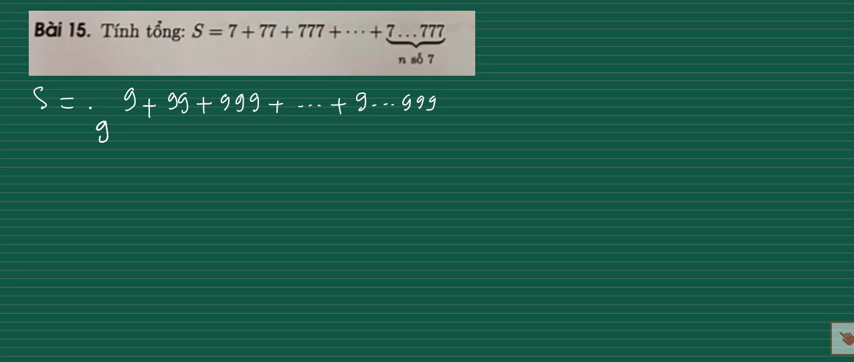 Bài 15. Tính tổng: S = 7 + 77 + 777 + ⋯ + 7…777
n số 7
S = . 9 + 99 + 999 + ... + 9...999
9